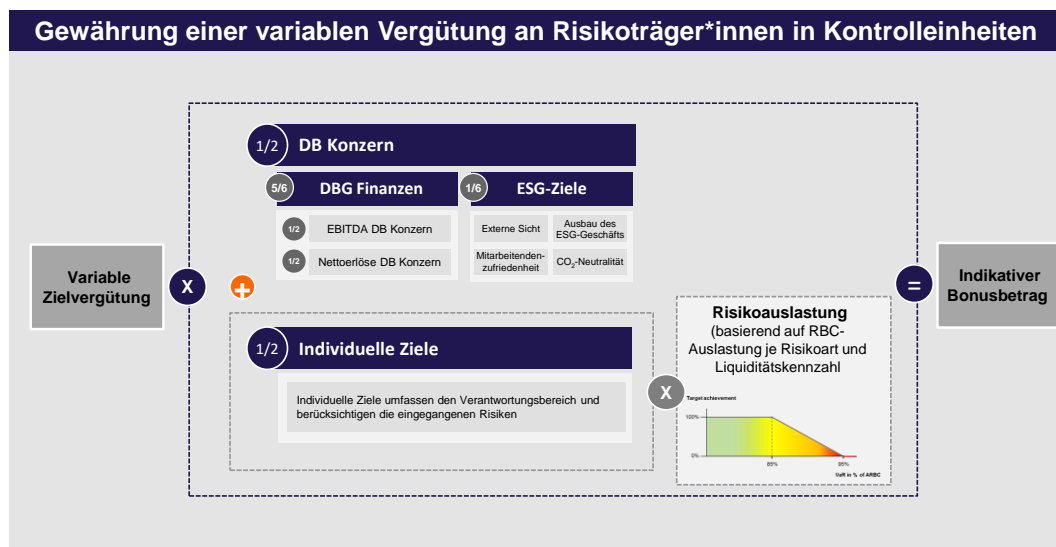 Gewährung einer variablen Vergütung an Risikoträger*innen in Kontrolleinheiten
1/2 DB Konzern
5/6 DBG Finanzen
1/2 EBITDA DB Konzern
1/2 Nettoerlöse DB Konzern
1/6 ESG-Ziele
Externe Sicht
Ausbau des
ESG-Geschäfts
Mitarbeitenden-
zufriedenheit
CO₂-Neutralität
Variable
Zielvergütung
X
+
=
Indikativer
Bonusbetrag
1/2 Individuelle Ziele
Individuelle Ziele umfassen den Verantwortungsbereich und
berücksichtigen die eingegangenen Risiken
X
Risikoauslastung
(basierend auf RBC-
Auslastung je Risikoart und
Liquiditätskennzahl
Target achievement
100%
0%
85%
95%
VaR in % of ARBC